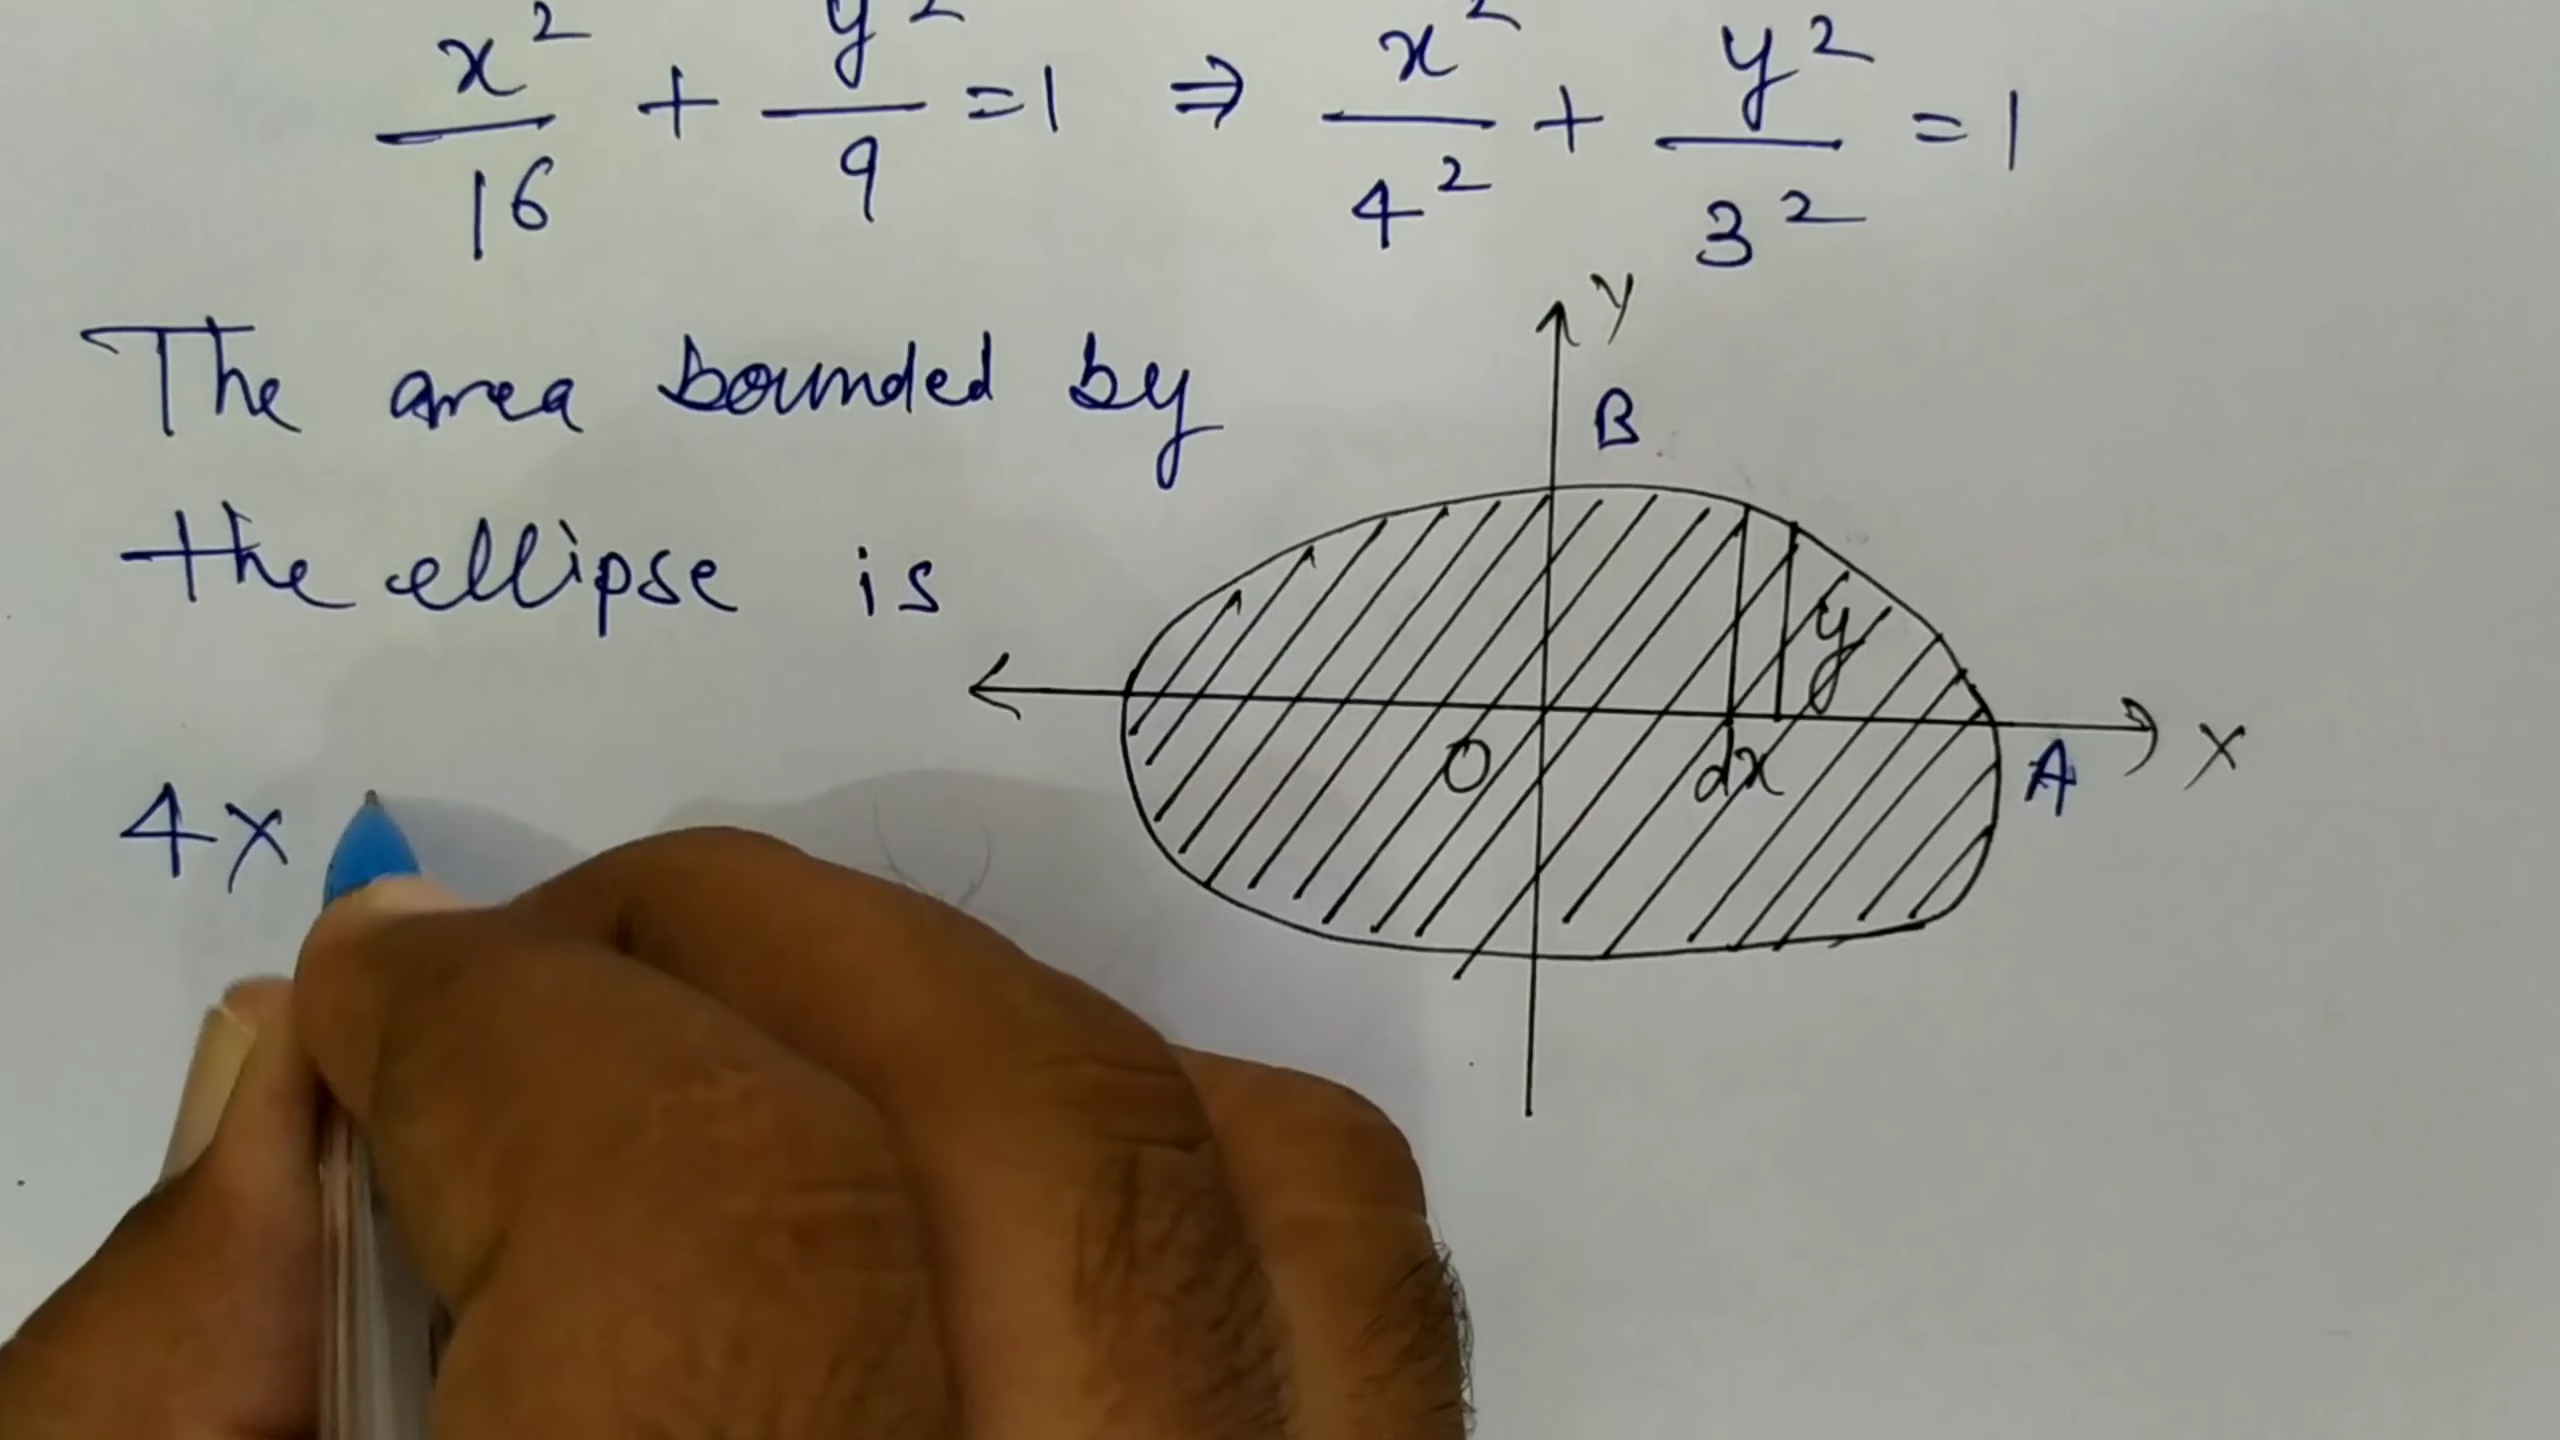 x²/16 + y²/9 = 1 ⇒ x²/4² + y²/3² = 1
Y
The area bounded by
B
the ellipse is
y
O dx A X
4×